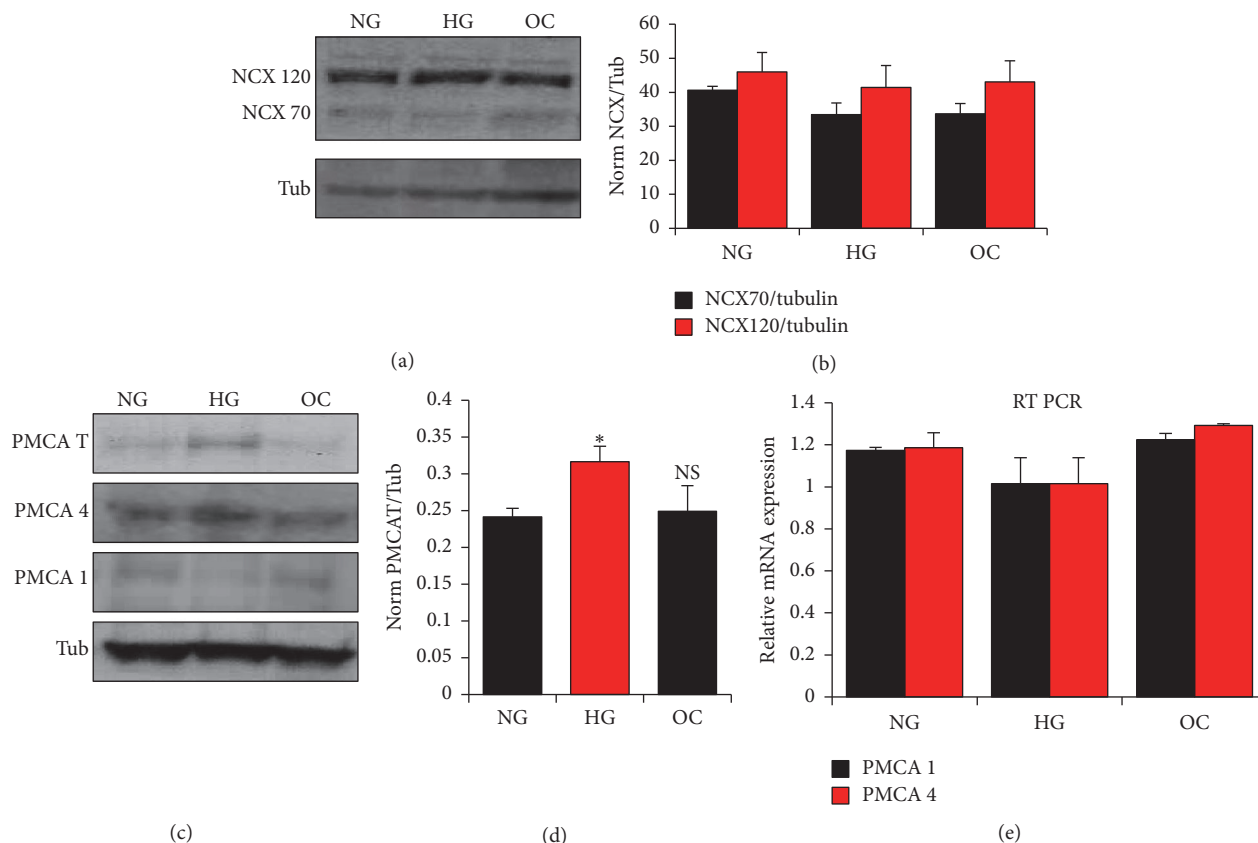 NG HG OC
NCX 120
NCX 70
Tub
(a)
60
50
40
30
20
10
0
Norm NCX/Tub
NG HG OC
NCX70/tubulin
NCX120/tubulin
(b)
NG HG OC
PMCA T
PMCA 4
PMCA 1
Tub
(c)
0.4
0.35
0.3
0.25
0.2
0.15
0.1
0.05
0
Norm PMCAT/Tub
*
NS
NG HG OC
(d)
RT PCR
1.4
1.2
1
0.8
0.6
0.4
0.2
0
Relative mRNA expression
NG HG OC
PMCA 1
PMCA 4
(e)